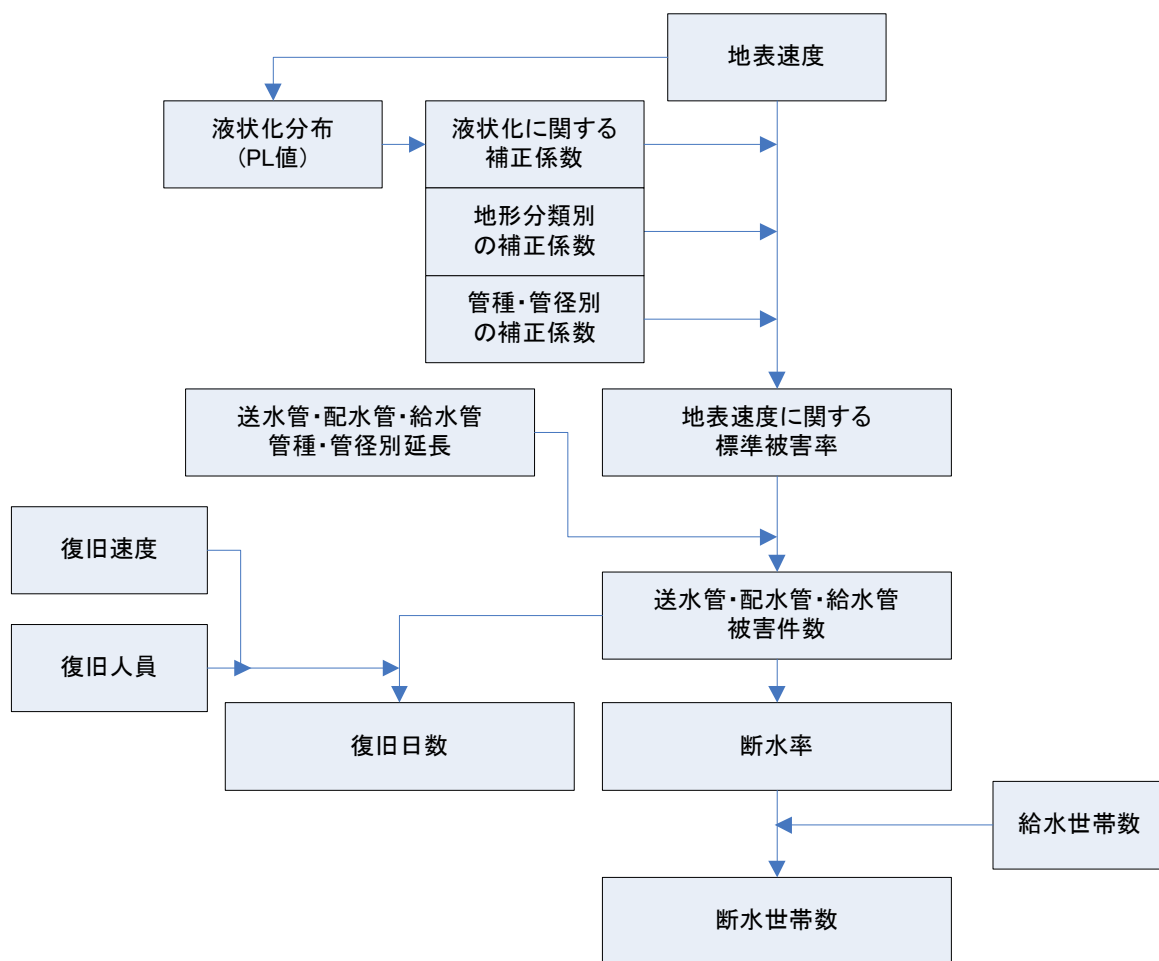 地表速度
液状化分布
(PL値)
液状化に関する
補正係数
地形分類別
の補正係数
管種・管径別
の補正係数
送水管・配水管・給水管
管種・管径別延長
地表速度に関する
標準被害率
復旧速度
送水管・配水管・給水管
被害件数
復旧人員
復旧日数
断水率
給水世帯数
断水世帯数